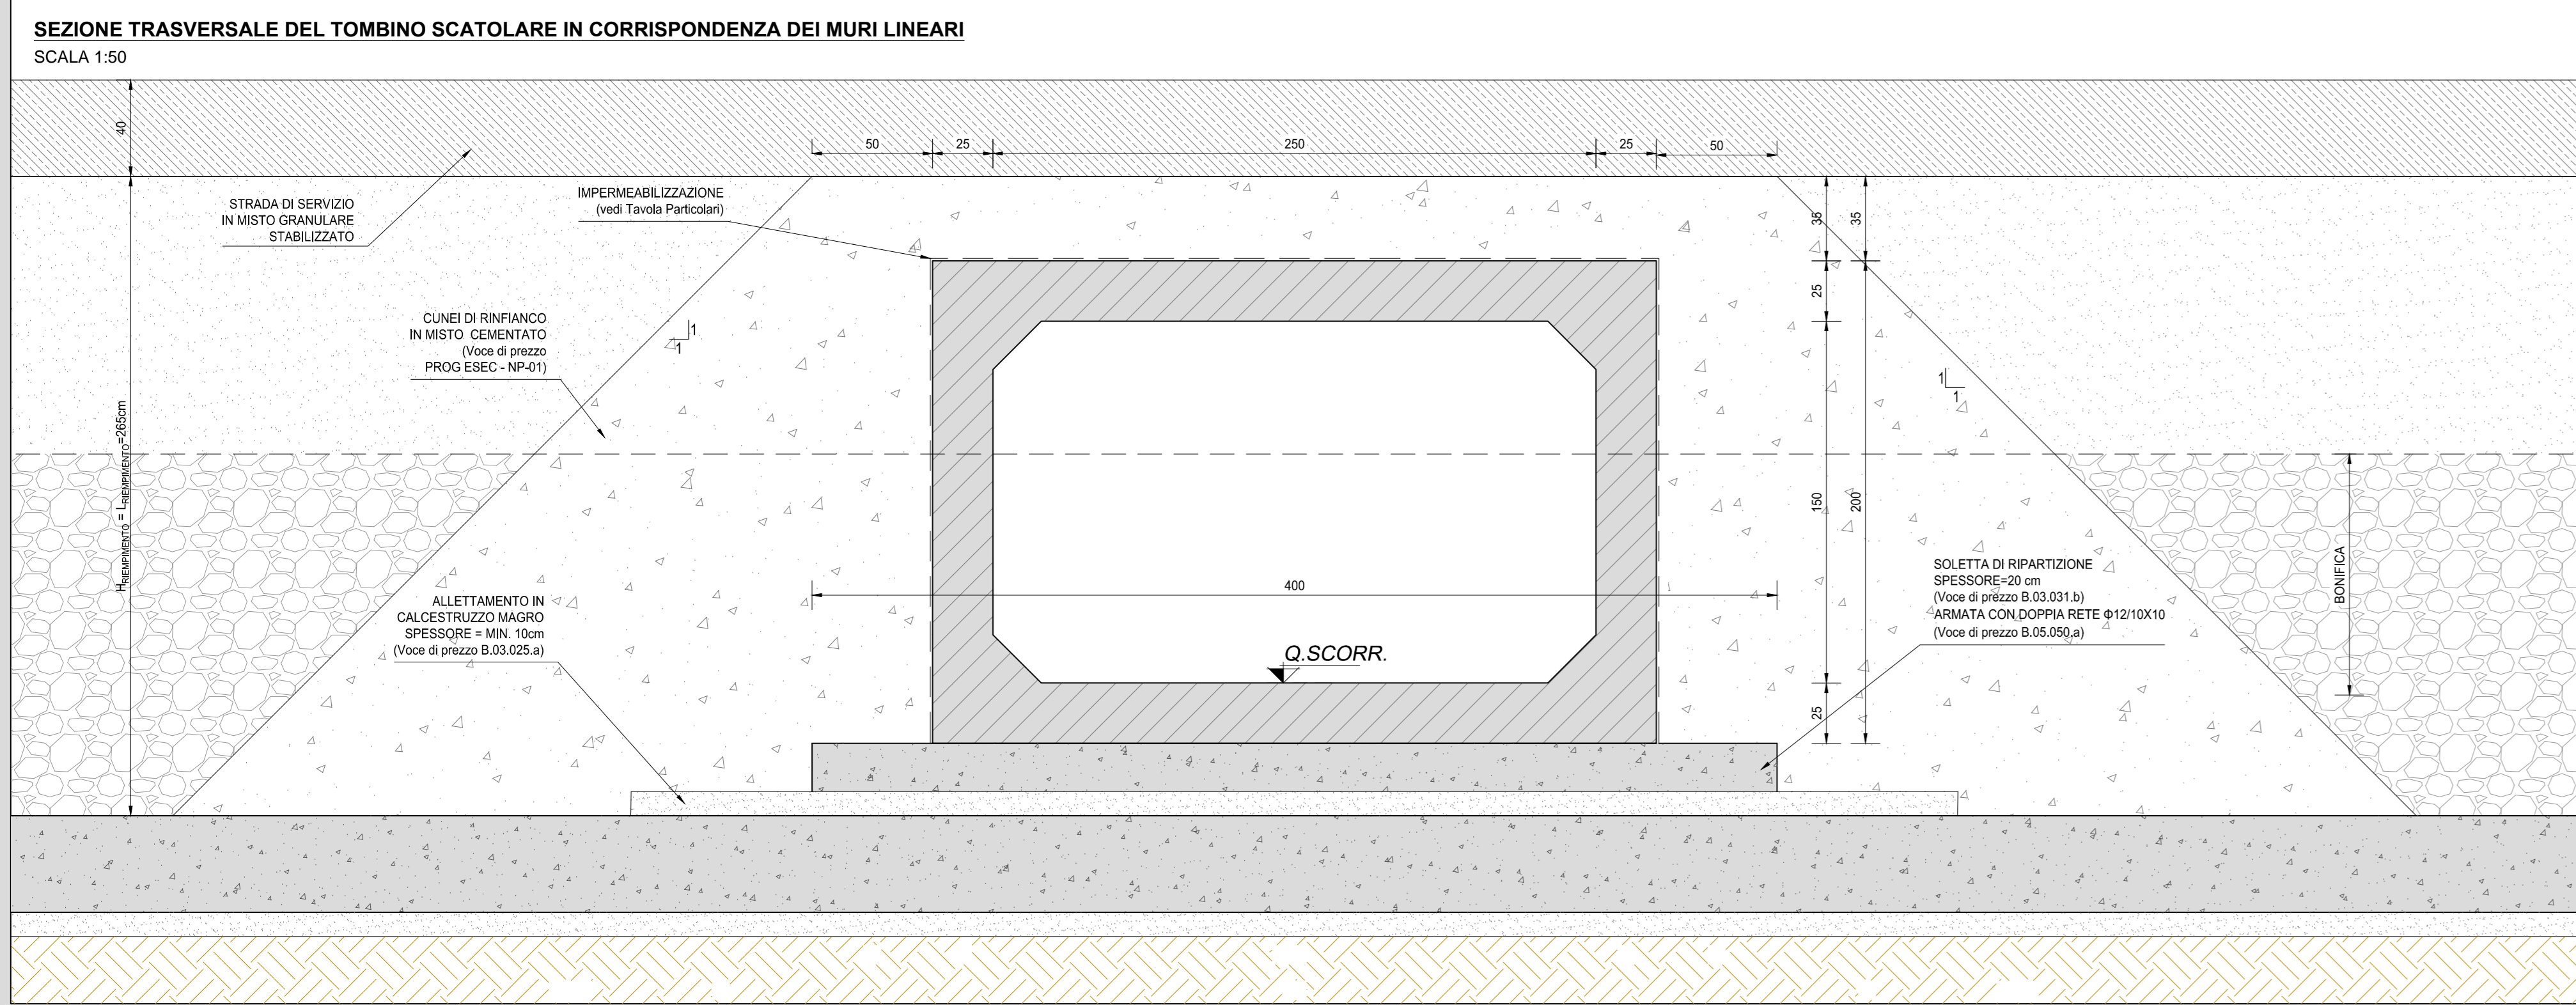 SEZIONE TRASVERSALE DEL TOMBINO SCATOLARE IN CORRISPONDENZA DEI MURI LINEARI
SCALA 1:50
40
50
25
250
25
50
STRADA DI SERVIZIO
IN MISTO GRANULARE
STABILIZZATO
IMPERMEABILIZZAZIONE
(vedi Tavola Particolari)
35
35
25
CUNEI DI RINFIANCO
IN MISTO CEMENTATO
(Voce di prezzo
PROG ESEC - NP-01)
1
1
1
1
HRIEMPIMENTO = LRIEMPIMENTO=265cm
150
200
400
BONIFICA
ALLETTAMENTO IN
CALCESTRUZZO MAGRO
SPESSORE = MIN. 10cm
(Voce di prezzo B.03.025.a)
SOLETTA DI RIPARTIZIONE
SPESSORE=20 cm
(Voce di prezzo B.03.031.b)
ARMATA CON DOPPIA RETE Φ12/10X10
(Voce di prezzo B.05.050.a)
Q.SCORR.
25